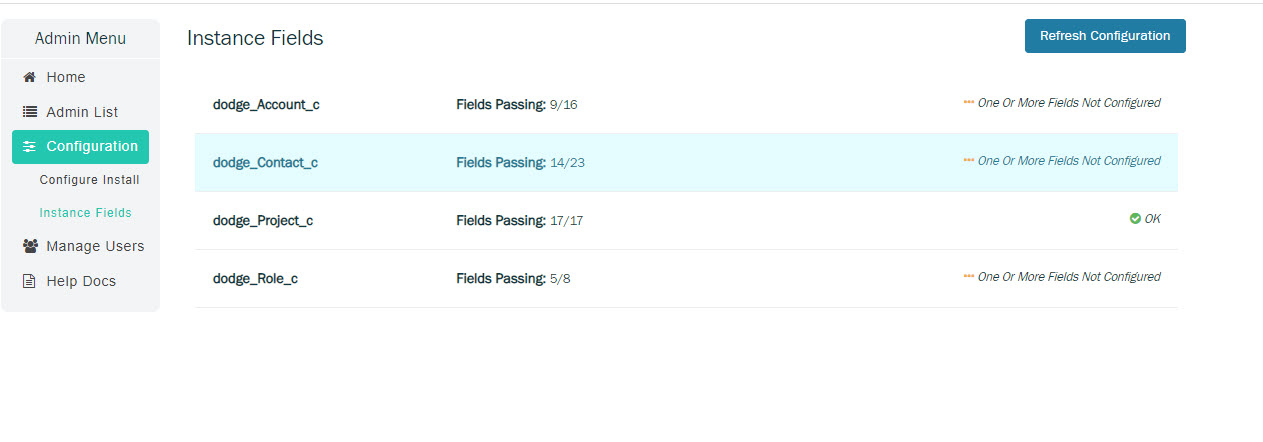 Admin Menu
Home
Admin List
Configuration
Configure Install
Instance Fields
Manage Users
Help Docs
Instance Fields
Refresh Configuration
dodge_Account_c Fields Passing: 9/16 One Or More Fields Not Configured
dodge_Contact_c Fields Passing: 14/23 One Or More Fields Not Configured
dodge_Project_c Fields Passing: 17/17 OK
dodge_Role_c Fields Passing: 5/8 One Or More Fields Not Configured